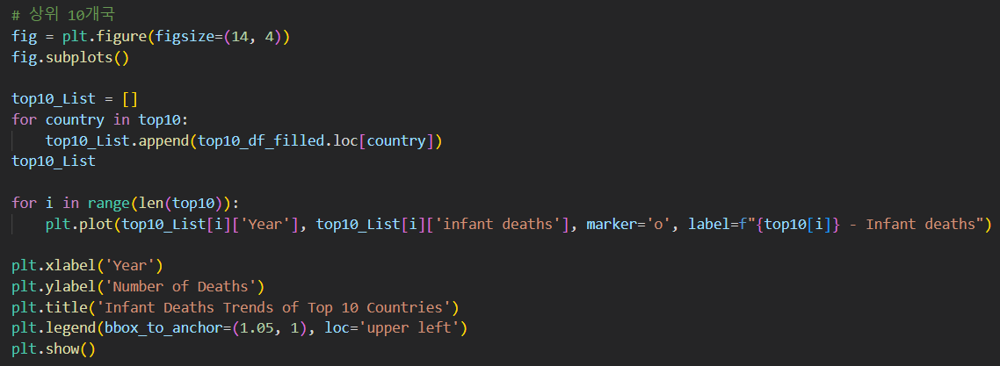 # 상위 10개국
fig = plt.figure(figsize=(14, 4))
fig.subplots()
top10_List = []
for country in top10:
    top10_List.append(top10_df_filled.loc[country])
top10_List
for i in range(len(top10)):
    plt.plot(top10_List[i]['Year'], top10_List[i]['infant deaths'], marker='o', label=f"{top10[i]} - Infant deaths")
plt.xlabel('Year')
plt.ylabel('Number of Deaths')
plt.title('Infant Deaths Trends of Top 10 Countries')
plt.legend(bbox_to_anchor=(1.05, 1), loc='upper left')
plt.show()